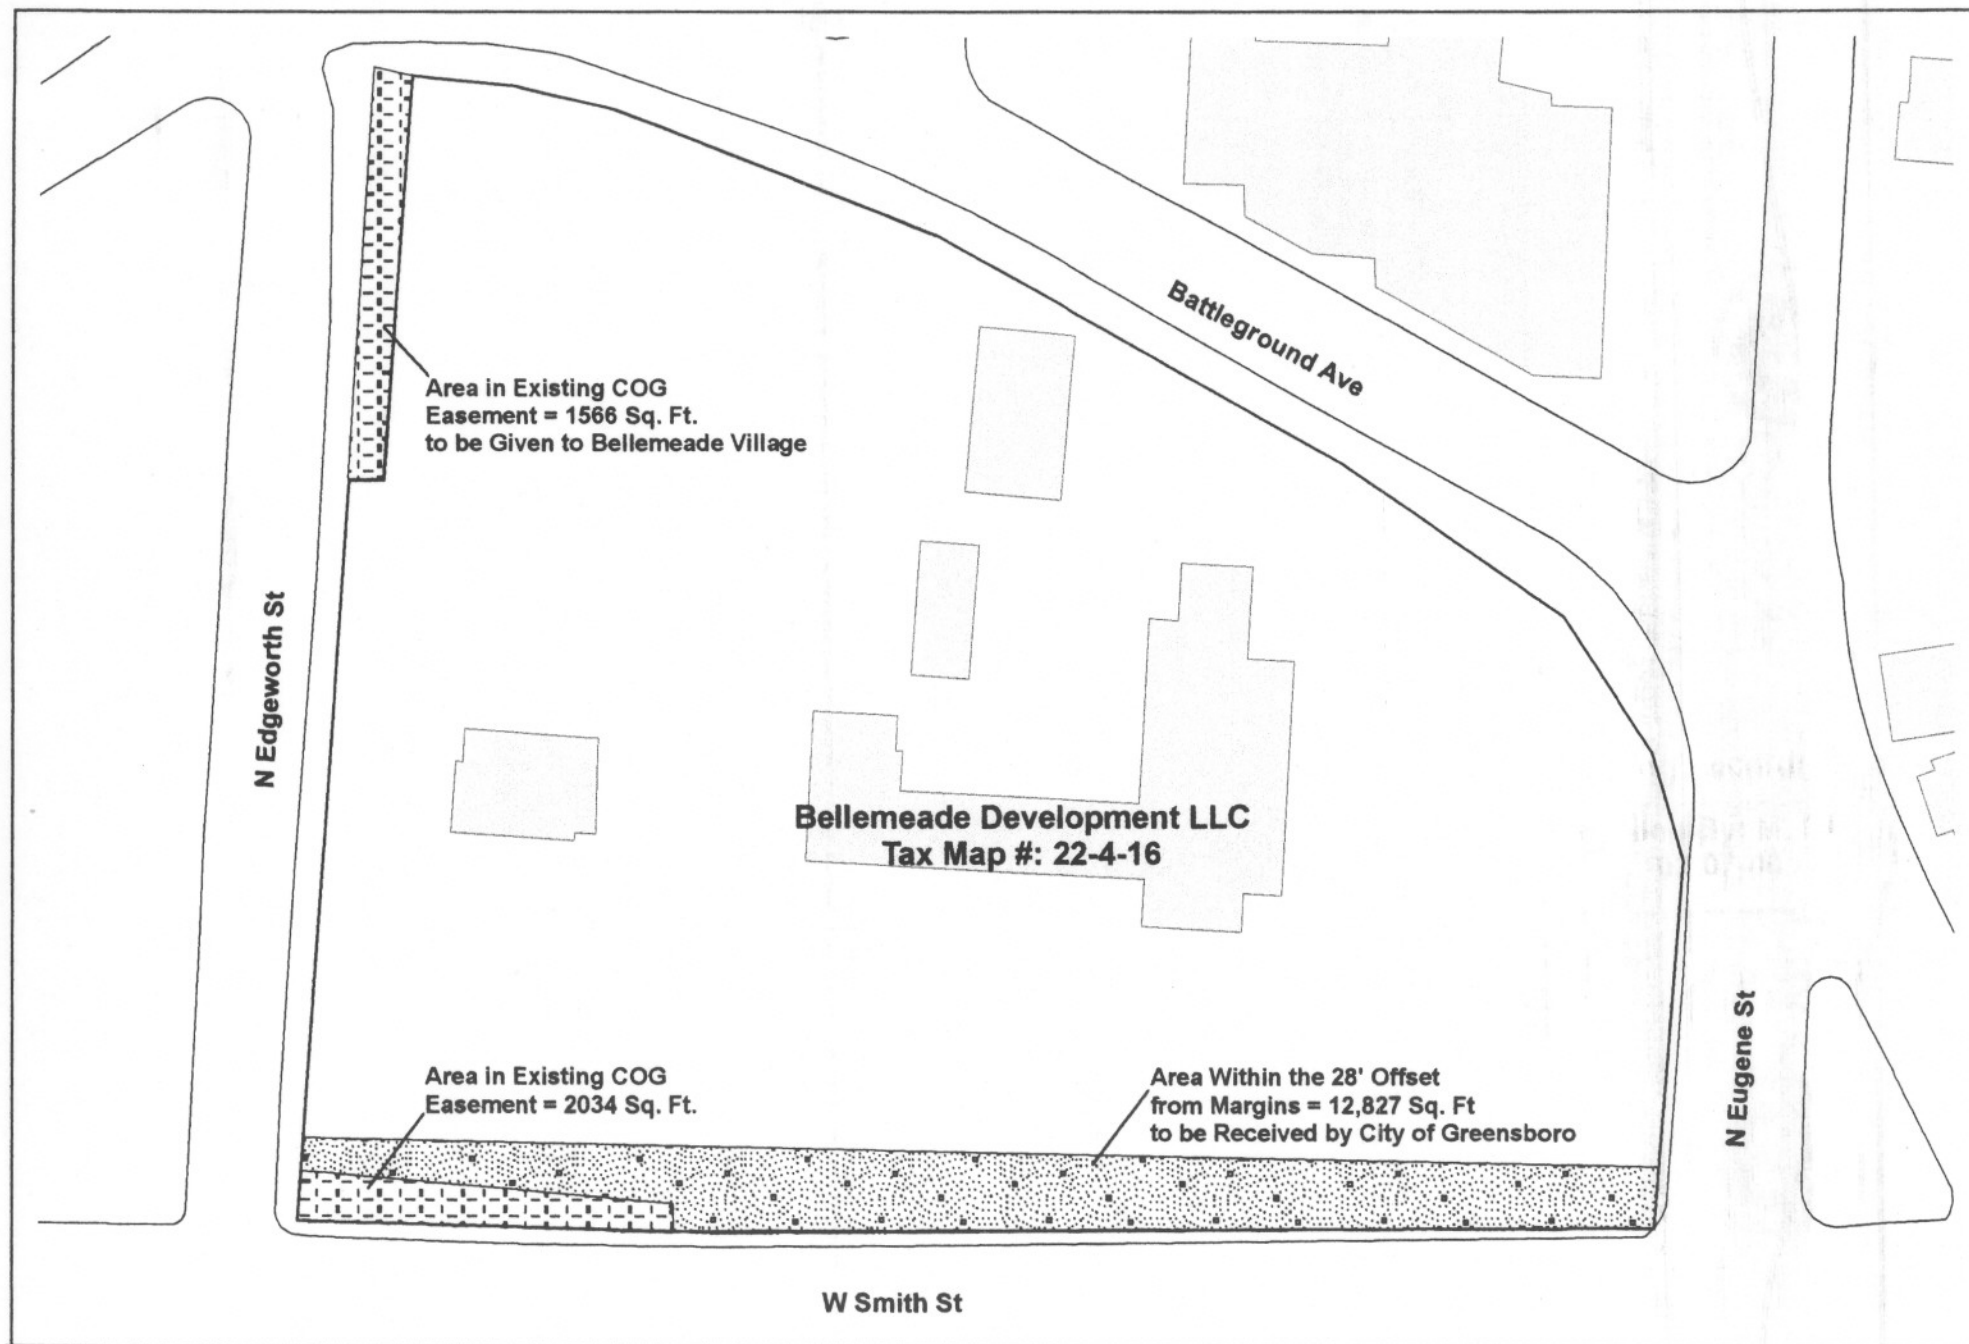 Battleground Ave
Area in Existing COG
Easement = 1566 Sq. Ft.
to be Given to Bellemeade Village
N Edgeworth St
Bellemeade Development LLC
Tax Map #: 22-4-16
Area in Existing COG
Easement = 2034 Sq. Ft.
Area Within the 28' Offset
from Margins = 12,827 Sq. Ft
to be Received by City of Greensboro
N Eugene St
W Smith St